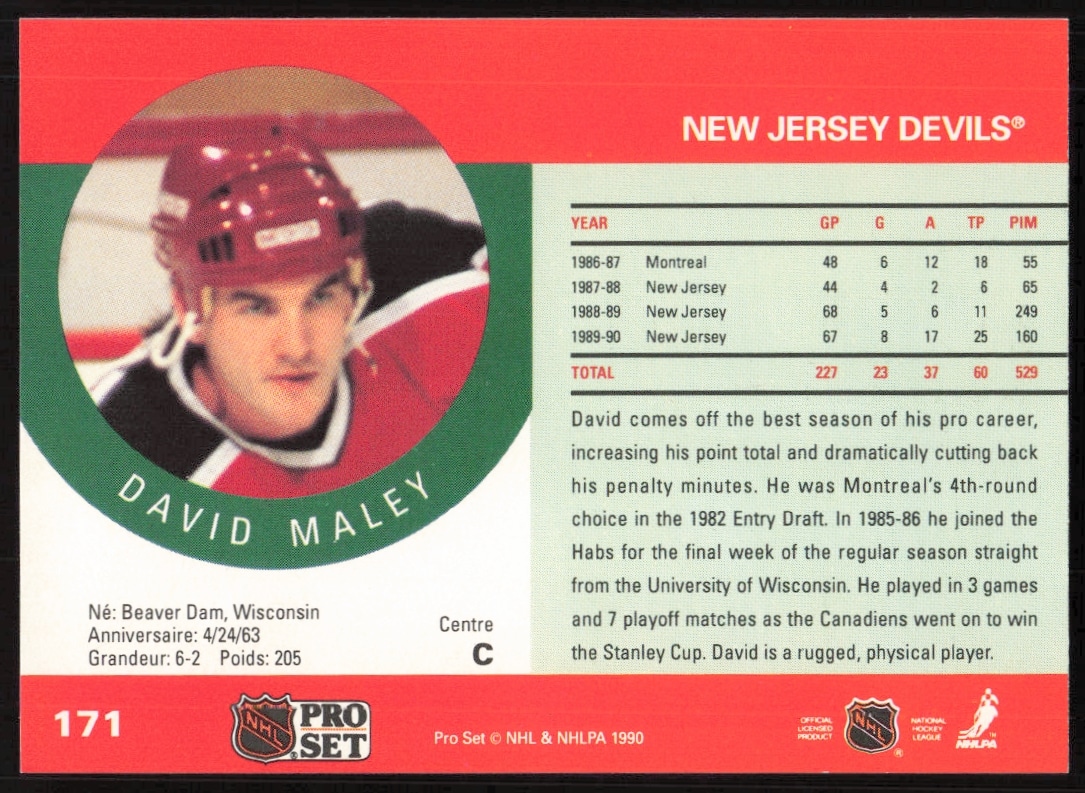 NEW JERSEY DEVILS®
YEAR GP G A TP PIM
1986-87 Montreal 48 6 12 18 55
1987-88 New Jersey 44 4 2 6 65
1988-89 New Jersey 68 5 6 11 249
1989-90 New Jersey 67 8 17 25 160
TOTAL 227 23 37 60 529
David comes off the best season of his pro career,
increasing his point total and dramatically cutting back
his penalty minutes. He was Montreal's 4th-round
choice in the 1982 Entry Draft. In 1985-86 he joined the
Habs for the final week of the regular season straight
from the University of Wisconsin. He played in 3 games
and 7 playoff matches as the Canadiens went on to win
the Stanley Cup. David is a rugged, physical player.
DAVID MALEY
Né: Beaver Dam, Wisconsin
Anniversaire: 4/24/63
Grandeur: 6-2 Poids: 205
Centre
C
171
NHL
PRO
SET
Pro Set © NHL & NHLPA 1990
OFFICIAL
LICENSED
PRODUCT
NHL
®
NATIONAL
HOCKEY
LEAGUE
NHLPA
™